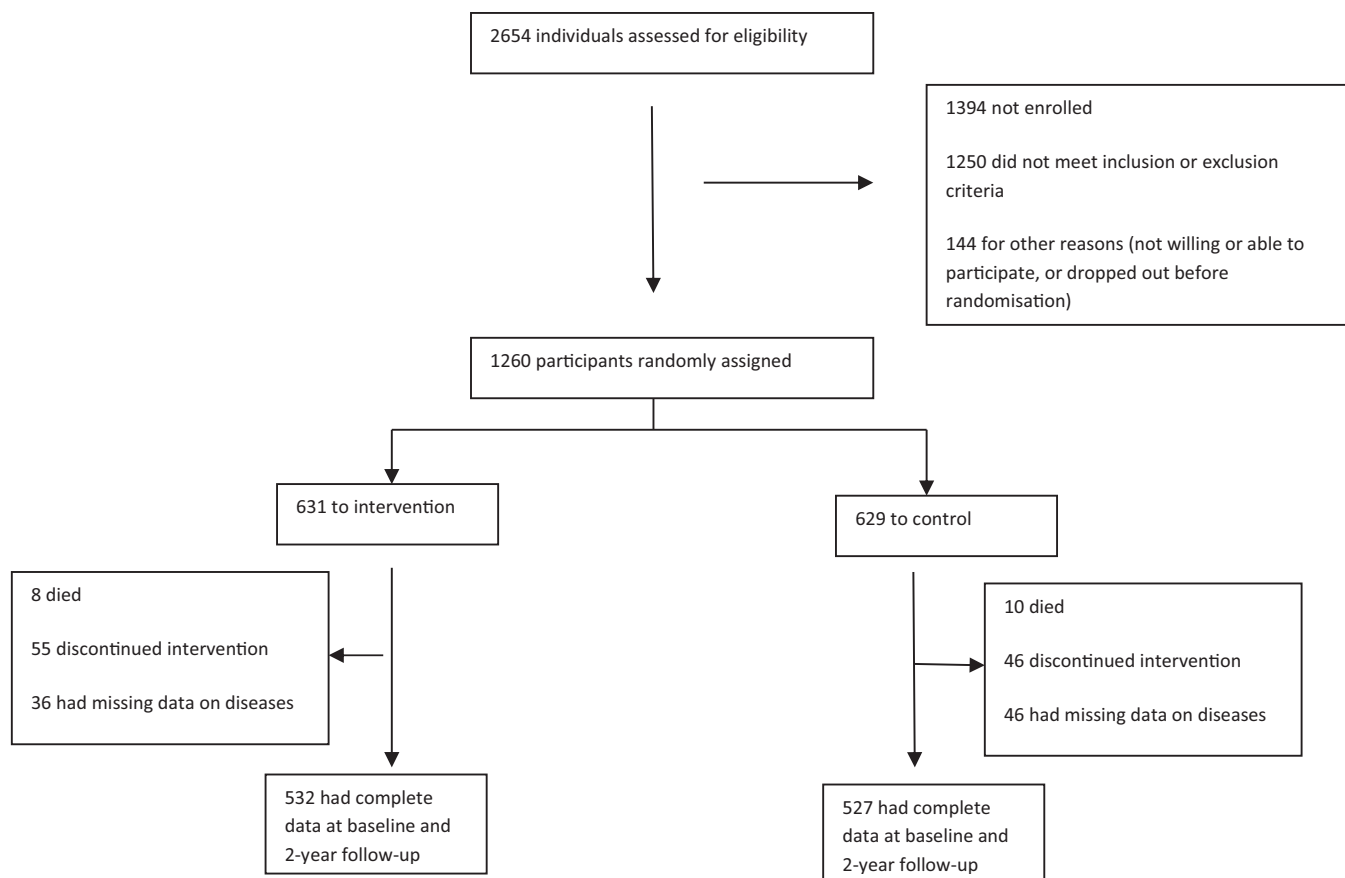 2654 individuals assessed for eligibility
1394 not enrolled
1250 did not meet inclusion or exclusion
criteria
144 for other reasons (not willing or able to
participate, or dropped out before
randomisation)
1260 participants randomly assigned
631 to intervention
629 to control
8 died
55 discontinued intervention
36 had missing data on diseases
10 died
46 discontinued intervention
46 had missing data on diseases
532 had complete
data at baseline and
2-year follow-up
527 had complete
data at baseline and
2-year follow-up